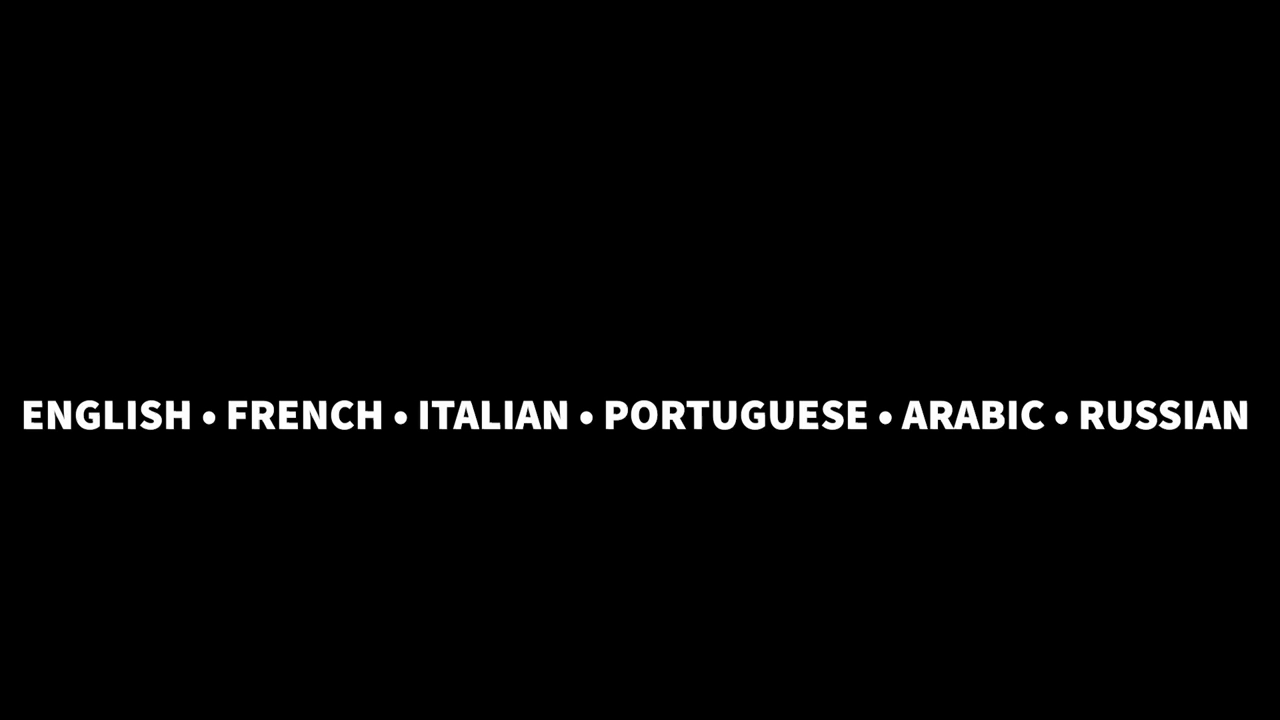 ENGLISH • FRENCH • ITALIAN • PORTUGUESE • ARABIC • RUSSIAN